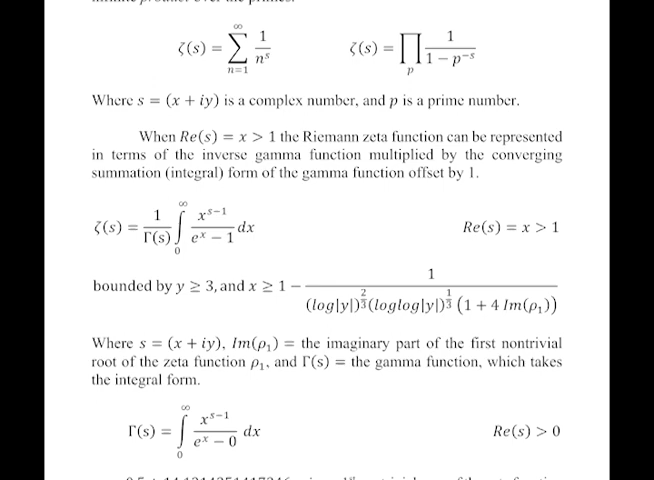 ζ(s) = ∑_{n=1}^{∞} 1/n^s    ζ(s) = ∏_p 1/(1 − p^{−s})
Where s = (x + iy) is a complex number, and p is a prime number.
When Re(s) = x > 1 the Riemann zeta function can be represented
in terms of the inverse gamma function multiplied by the converging
summation (integral) form of the gamma function offset by 1.
ζ(s) = 1/Γ(s) ∫_0^∞ x^{s−1}/(e^x − 1) dx    Re(s) = x > 1
bounded by y ≥ 3, and x ≥ 1 − 1/((log|y|)^{2/3}(loglog|y|)^{1/3} (1 + 4 Im(ρ₁))
Where s = (x + iy), Im(ρ₁) = the imaginary part of the first nontrivial
root of the zeta function ρ₁, and Γ(s) = the gamma function, which takes
the integral form.
Γ(s) = ∫_0^∞ x^{s−1}/(e^x − 0) dx    Re(s) > 0